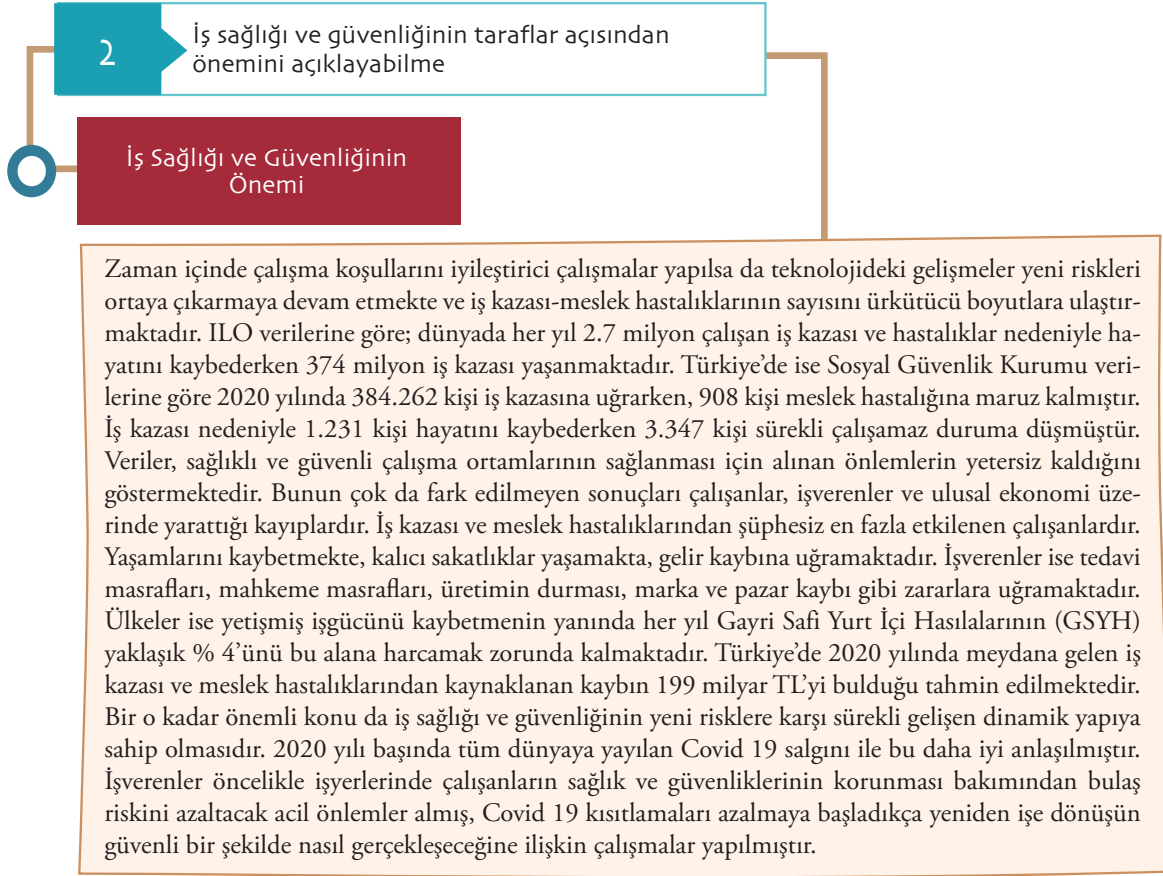 2
İş sağlığı ve güvenliğinin taraflar açısından
önemini açıklayabilme
İş Sağlığı ve Güvenliğinin
Önemi
Zaman içinde çalışma koşullarını iyileştirici çalışmalar yapılsa da teknolojideki gelişmeler yeni riskleri
ortaya çıkarmaya devam etmekte ve iş kazası-meslek hastalıklarının sayısını ürkütücü boyutlara ulaştır-
maktadır. ILO verilerine göre; dünyada her yıl 2.7 milyon çalışan iş kazası ve hastalıklar nedeniyle ha-
yatını kaybederken 374 milyon iş kazası yaşanmaktadır. Türkiye’de ise Sosyal Güvenlik Kurumu veri-
lerine göre 2020 yılında 384.262 kişi iş kazasına uğrarken, 908 kişi meslek hastalığına maruz kalmıştır.
İş kazası nedeniyle 1.231 kişi hayatını kaybederken 3.347 kişi sürekli çalışamaz duruma düşmüştür.
Veriler, sağlıklı ve güvenli çalışma ortamlarının sağlanması için alınan önlemlerin yetersiz kaldığını
göstermektedir. Bunun çok da fark edilmeyen sonuçları çalışanlar, işverenler ve ulusal ekonomi üze-
rinde yarattığı kayıplardır. İş kazası ve meslek hastalıklarından şüphesiz en fazla etkilenen çalışanlardır.
Yaşamlarını kaybetmekte, kalıcı sakatlıklar yaşamakta, gelir kaybına uğramaktadır. İşverenler ise tedavi
masrafları, mahkeme masrafları, üretimin durması, marka ve pazar kaybı gibi zararlara uğramaktadır.
Ülkeler ise yetişmiş işgücünü kaybetmenin yanında her yıl Gayri Safi Yurt İçi Hasılalarının (GSYH)
yaklaşık % 4’ünü bu alana harcamak zorunda kalmaktadır. Türkiye’de 2020 yılında meydana gelen iş
kazası ve meslek hastalıklarından kaynaklanan kaybın 199 milyar TL’yi bulduğu tahmin edilmektedir.
Bir o kadar önemli konu da iş sağlığı ve güvenliğinin yeni risklere karşı sürekli gelişen dinamik yapıya
sahip olmasıdır. 2020 yılı başında tüm dünyaya yayılan Covid 19 salgını ile bu daha iyi anlaşılmıştır.
İşverenler öncelikle işyerlerinde çalışanların sağlık ve güvenliklerinin korunması bakımından bulaş
riskini azaltacak acil önlemler almış, Covid 19 kısıtlamaları azalmaya başladıkça yeniden işe dönüşün
güvenli bir şekilde nasıl gerçekleşeceğine ilişkin çalışmalar yapılmıştır.